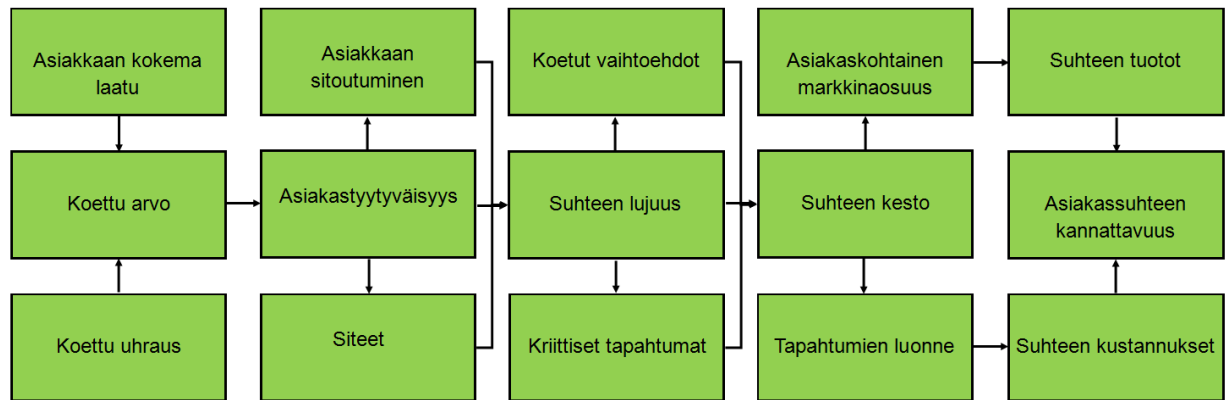 Asiakkaan kokema
laatu
Asiakkaan
sitoutuminen
Koetut vaihtoehdot
Asiakaskohtainen
markkinaosuus
Suhteen tuotot
Koettu arvo
Asiakastyytyväisyys
Suhteen lujuus
Suhteen kesto
Asiakassuhteen
kannattavuus
Koettu uhraus
Siteet
Kriittiset tapahtumat
Tapahtumien luonne
Suhteen kustannukset